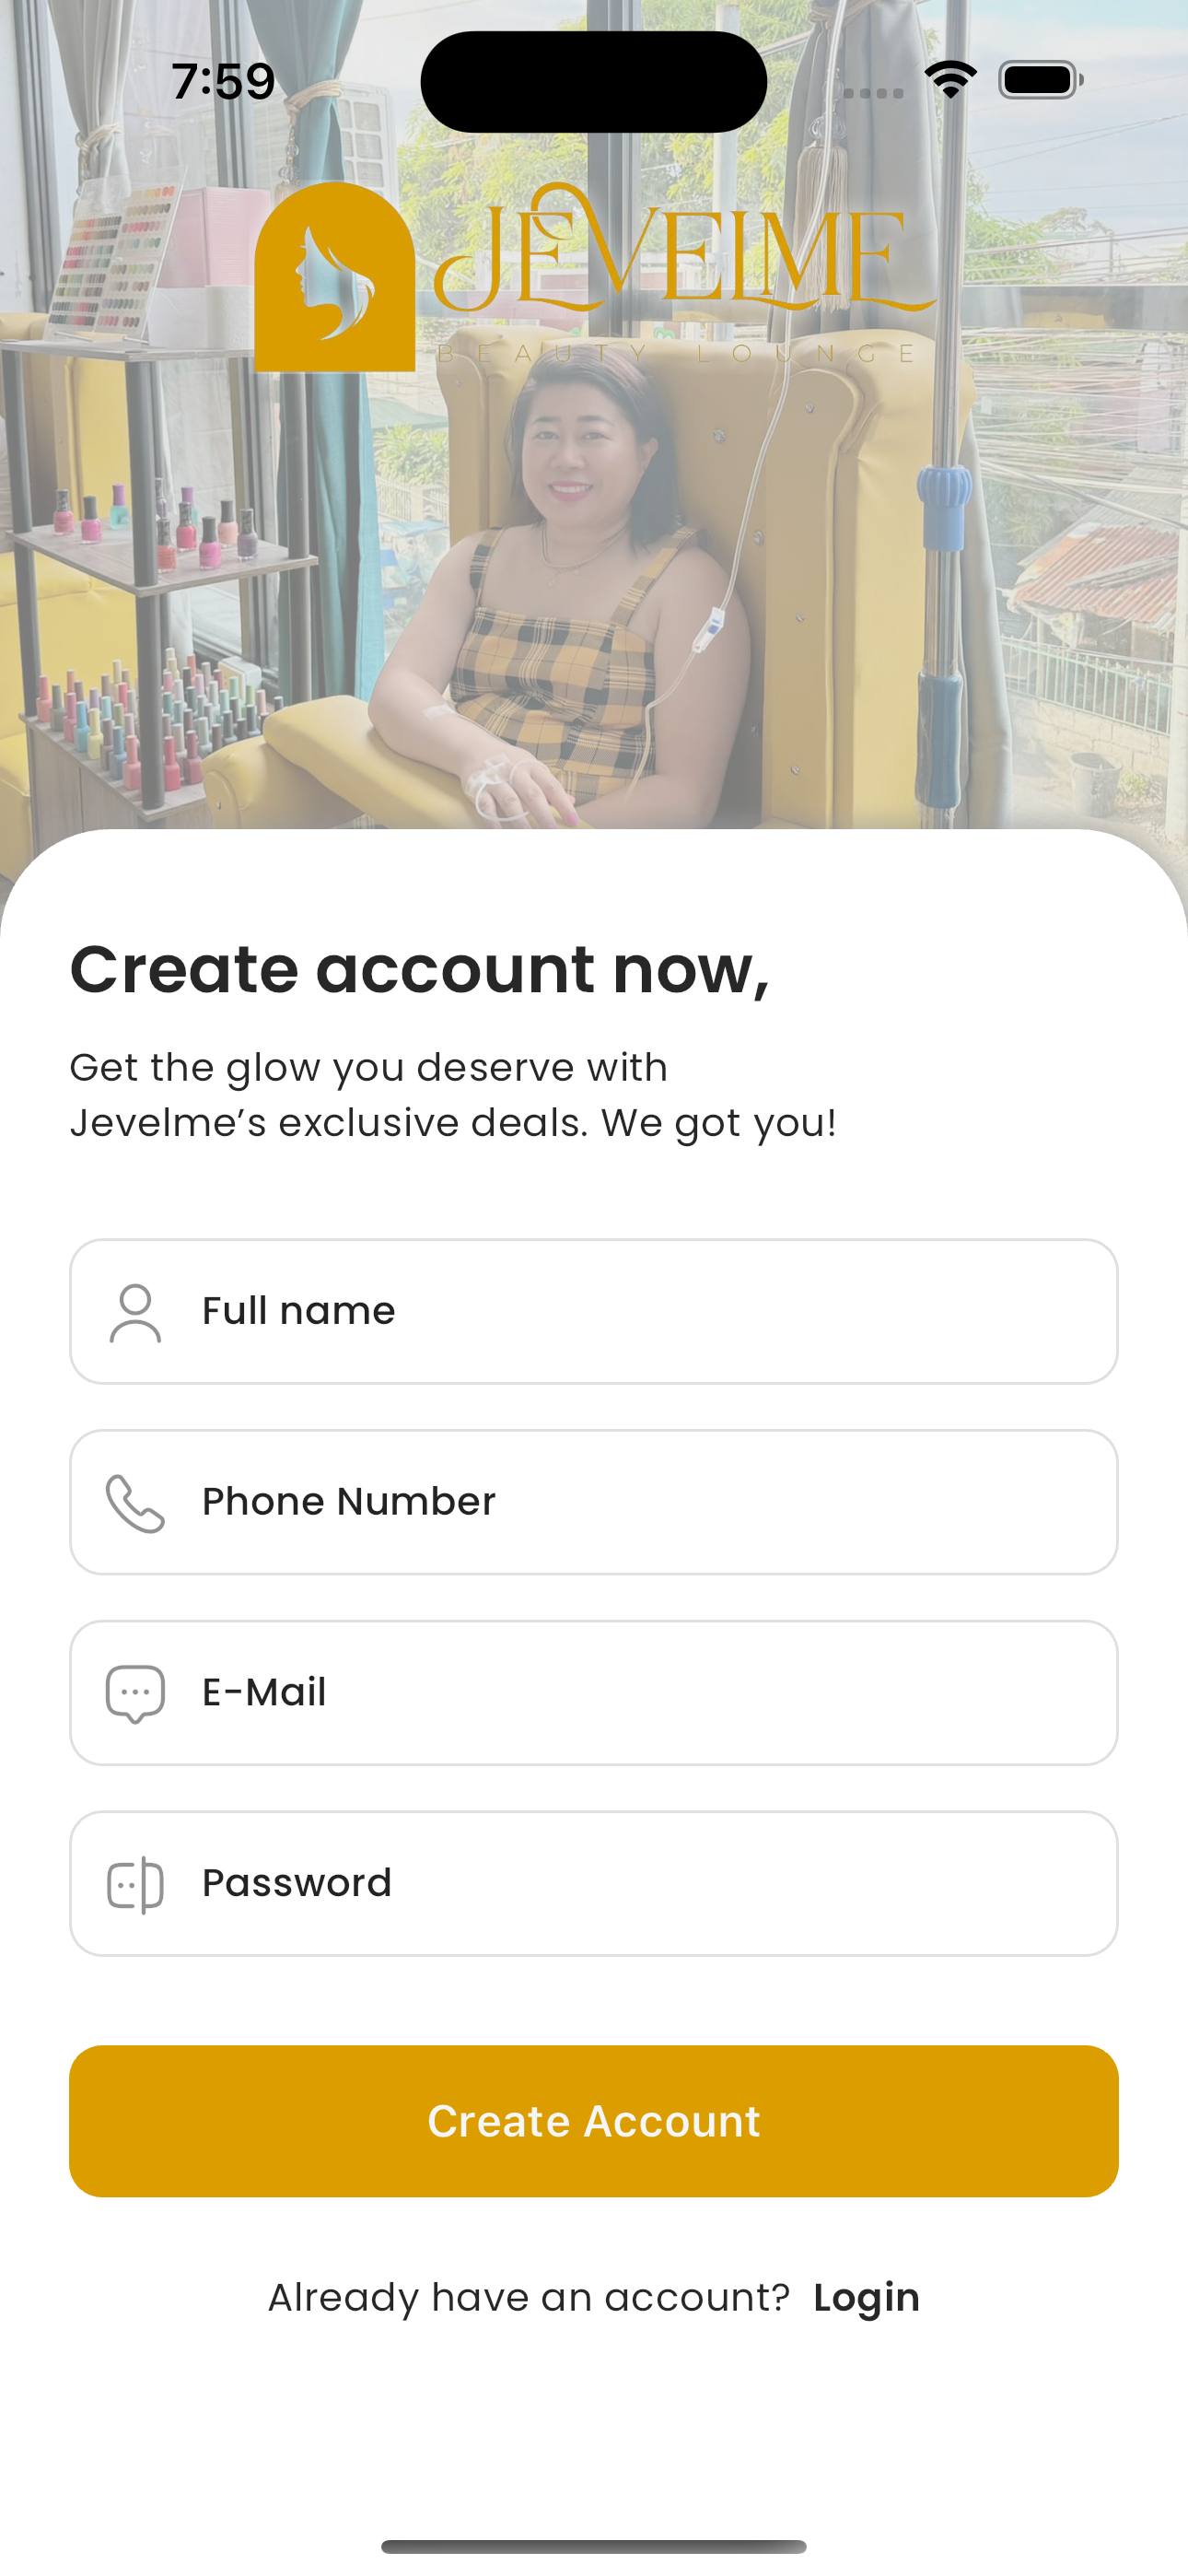 7:59
JEVELME
BEAUTY LOUNGE
Create account now,
Get the glow you deserve with
Jevelme’s exclusive deals. We got you!
Full name
Phone Number
E-Mail
Password
Create Account
Already have an account? Login